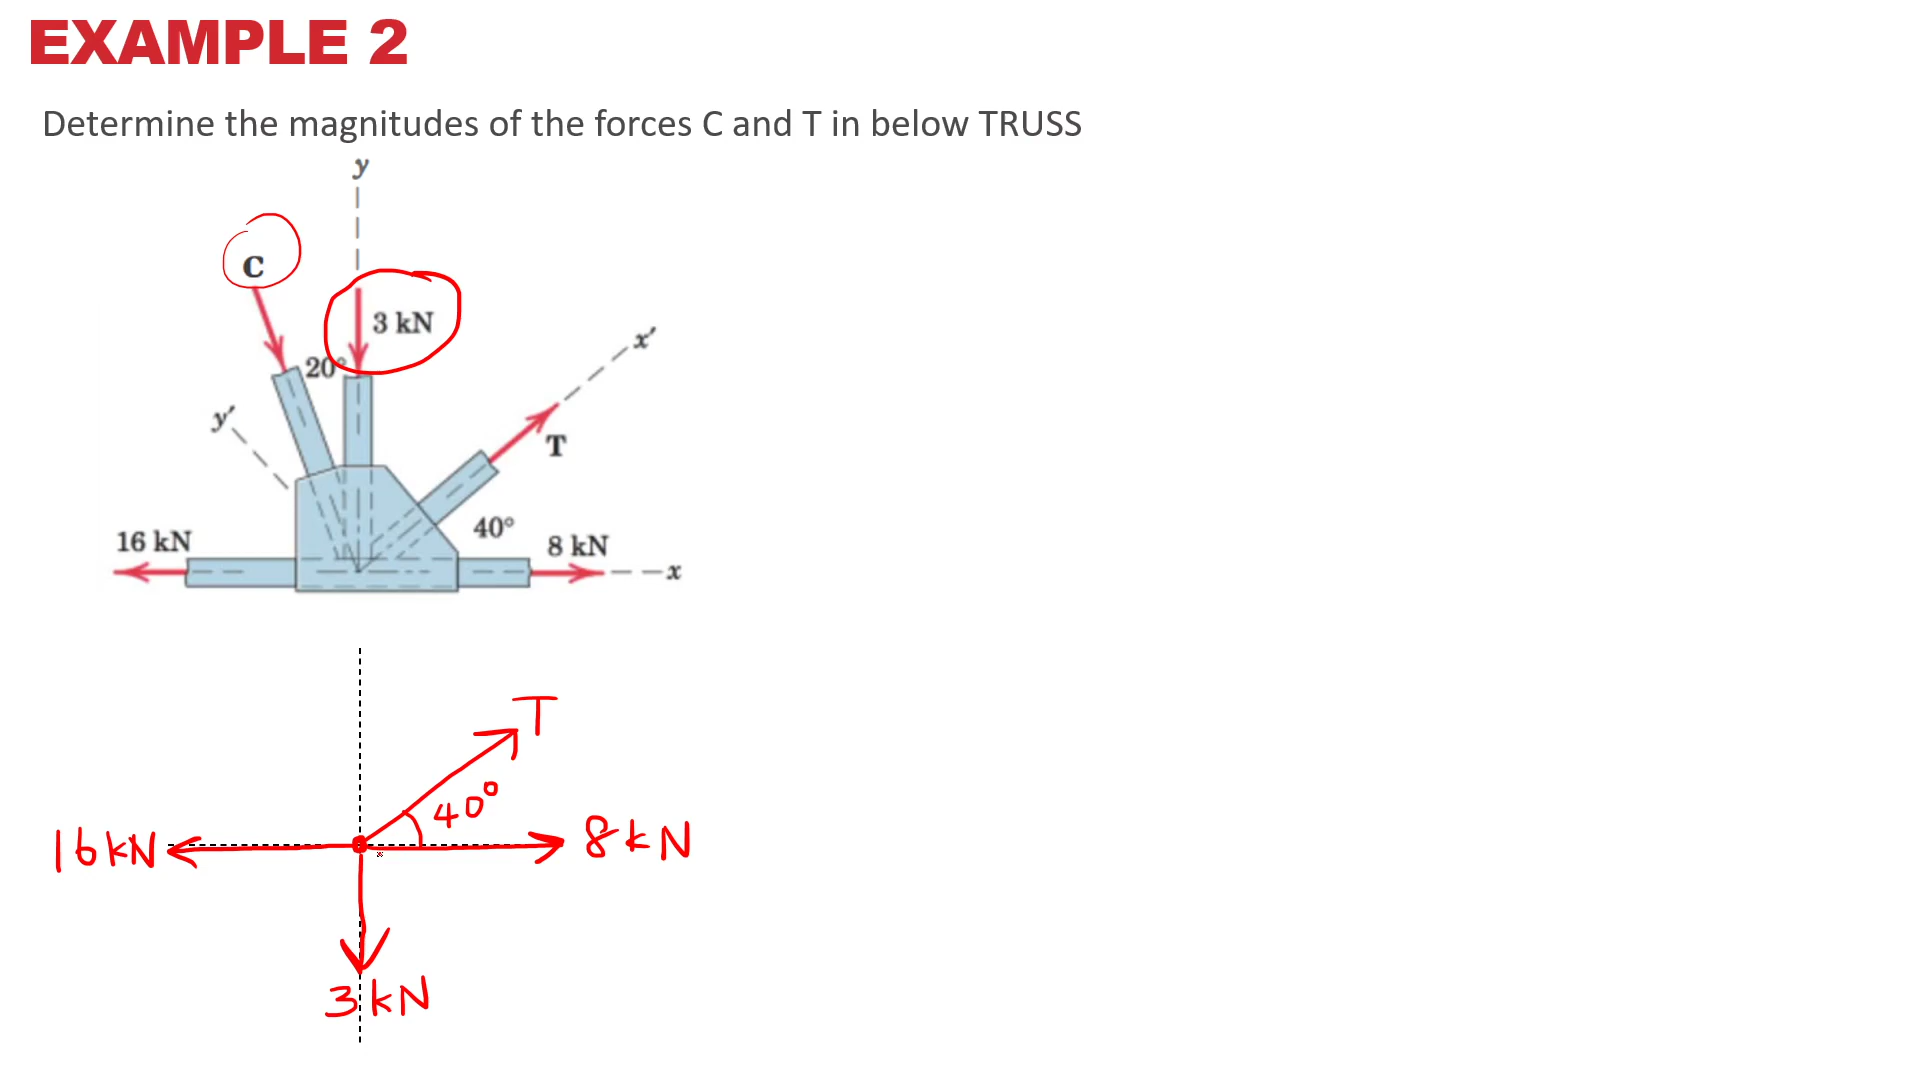 EXAMPLE 2
Determine the magnitudes of the forces C and T in below TRUSS
y
C
3 kN
x′
20°
y′
T
40°
16 kN
8 kN
x
T
40°
16kN
8kN
3kN